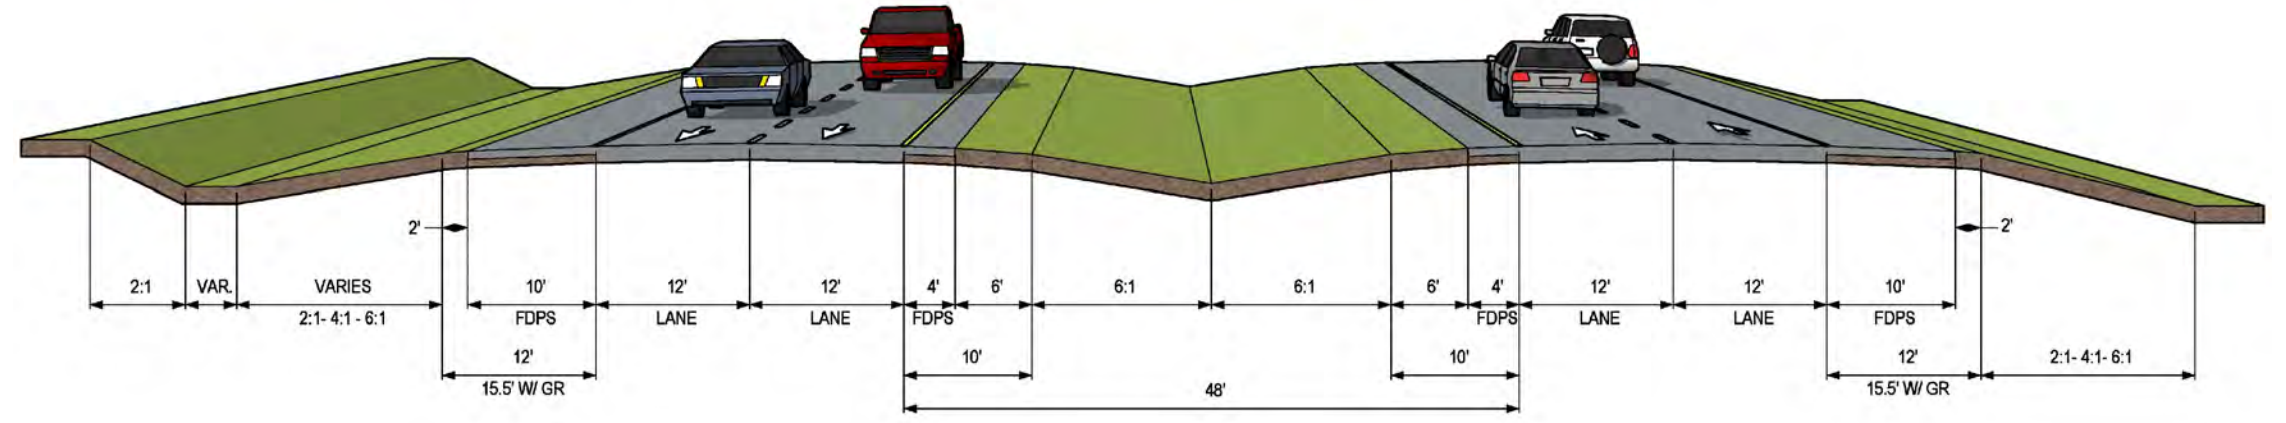 2' 2'
2:1 VAR. VARIES 10' 12' 12' 4' 6' 6:1 6:1 6' 4' 12' 12' 10'
2:1- 4:1 - 6:1 FDPS LANE LANE FDPS FDPS LANE LANE FDPS
12' 10' 10' 12' 2:1- 4:1- 6:1
15.5' W/ GR 48' 15.5' W/ GR